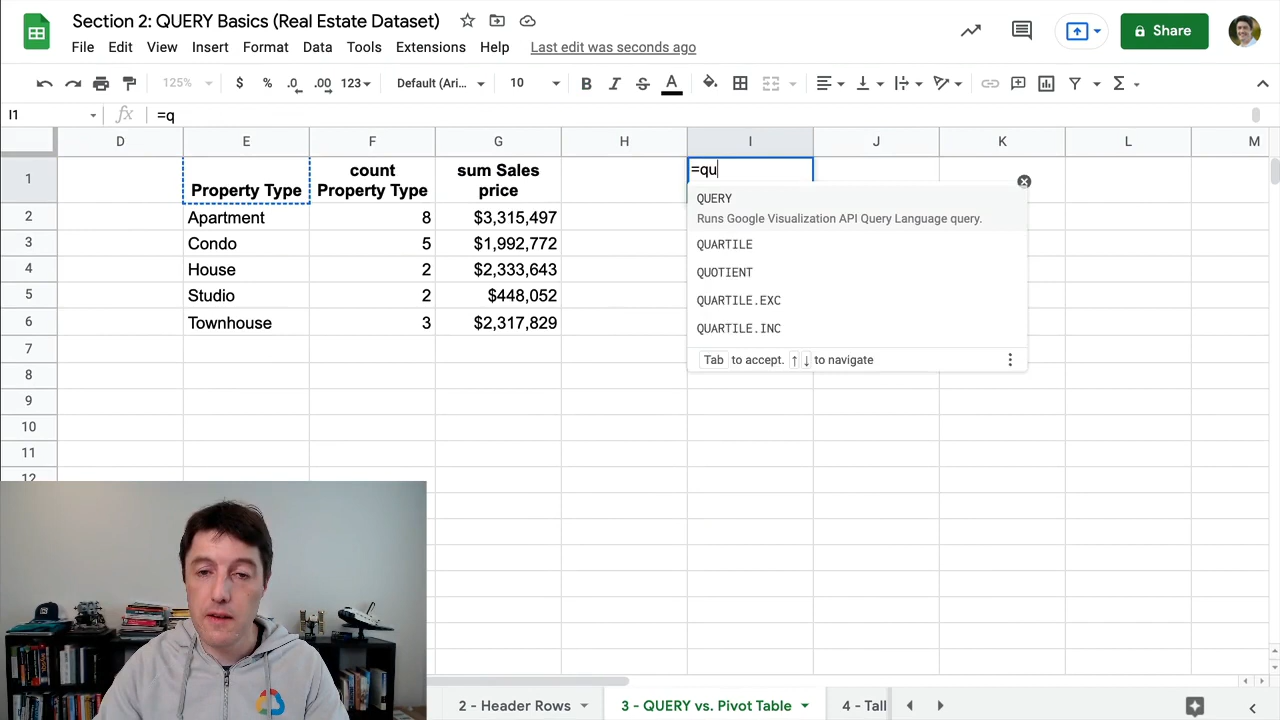 Section 2: QUERY Basics (Real Estate Dataset)
File Edit View Insert Format Data Tools Extensions Help Last edit was seconds ago
Share
125% $ % .0 .00 123 Default (Ari... 10 B I S A Σ
I1 fx =q
D E F G H I J K L M
1 Property Type count Property Type sum Sales price =qu
2 Apartment 8 $3,315,497
3 Condo 5 $1,992,772
4 House 2 $2,333,643
5 Studio 2 $448,052
6 Townhouse 3 $2,317,829
7
8
9
10
11
12
QUERY
Runs Google Visualization API Query Language query.
QUARTILE
QUOTIENT
QUARTILE.EXC
QUARTILE.INC
Tab to accept. ↑ ↓ to navigate
2 - Header Rows 3 - QUERY vs. Pivot Table 4 - Tall